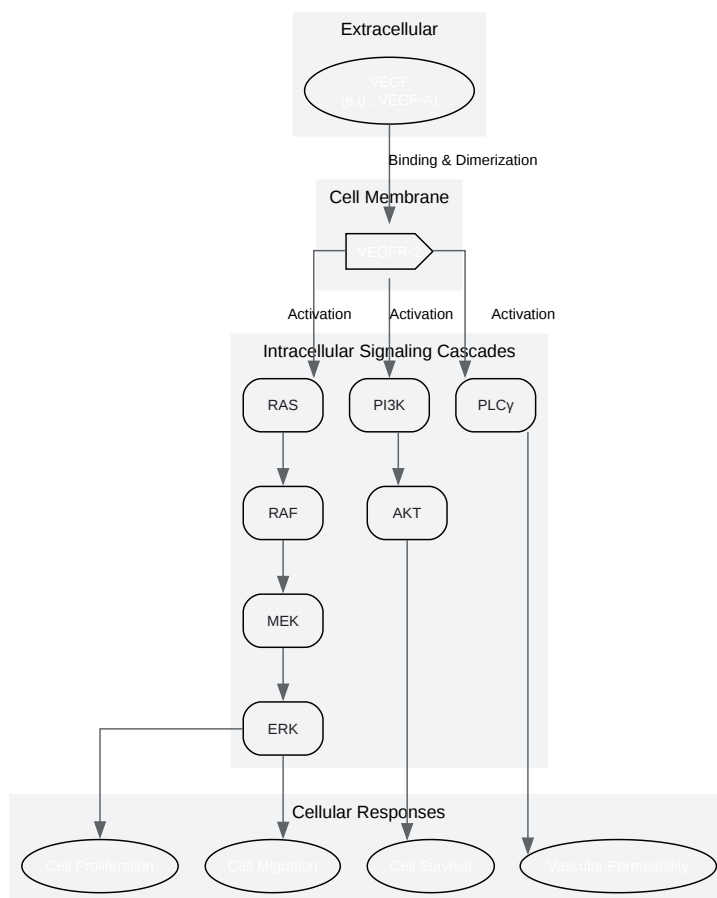 Extracellular
VEGF
(e.g., VEGF-A)
Binding & Dimerization
Cell Membrane
VEGFR-2
Activation
Activation
Activation
Intracellular Signaling Cascades
RAS
PI3K
PLCγ
RAF
AKT
MEK
ERK
Cellular Responses
Cell Proliferation
Cell Migration
Cell Survival
Vascular Permeability